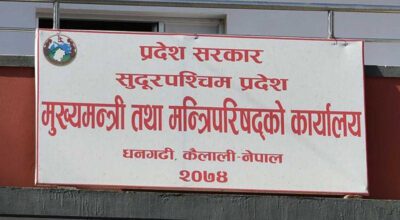 प्रदेश सरकार
सुदूरपश्चिम प्रदेश
मुख्यमन्त्री तथा मन्त्रिपरिषद्को कार्यालय
धनगढी, कैलाली-नेपाल
२०७४